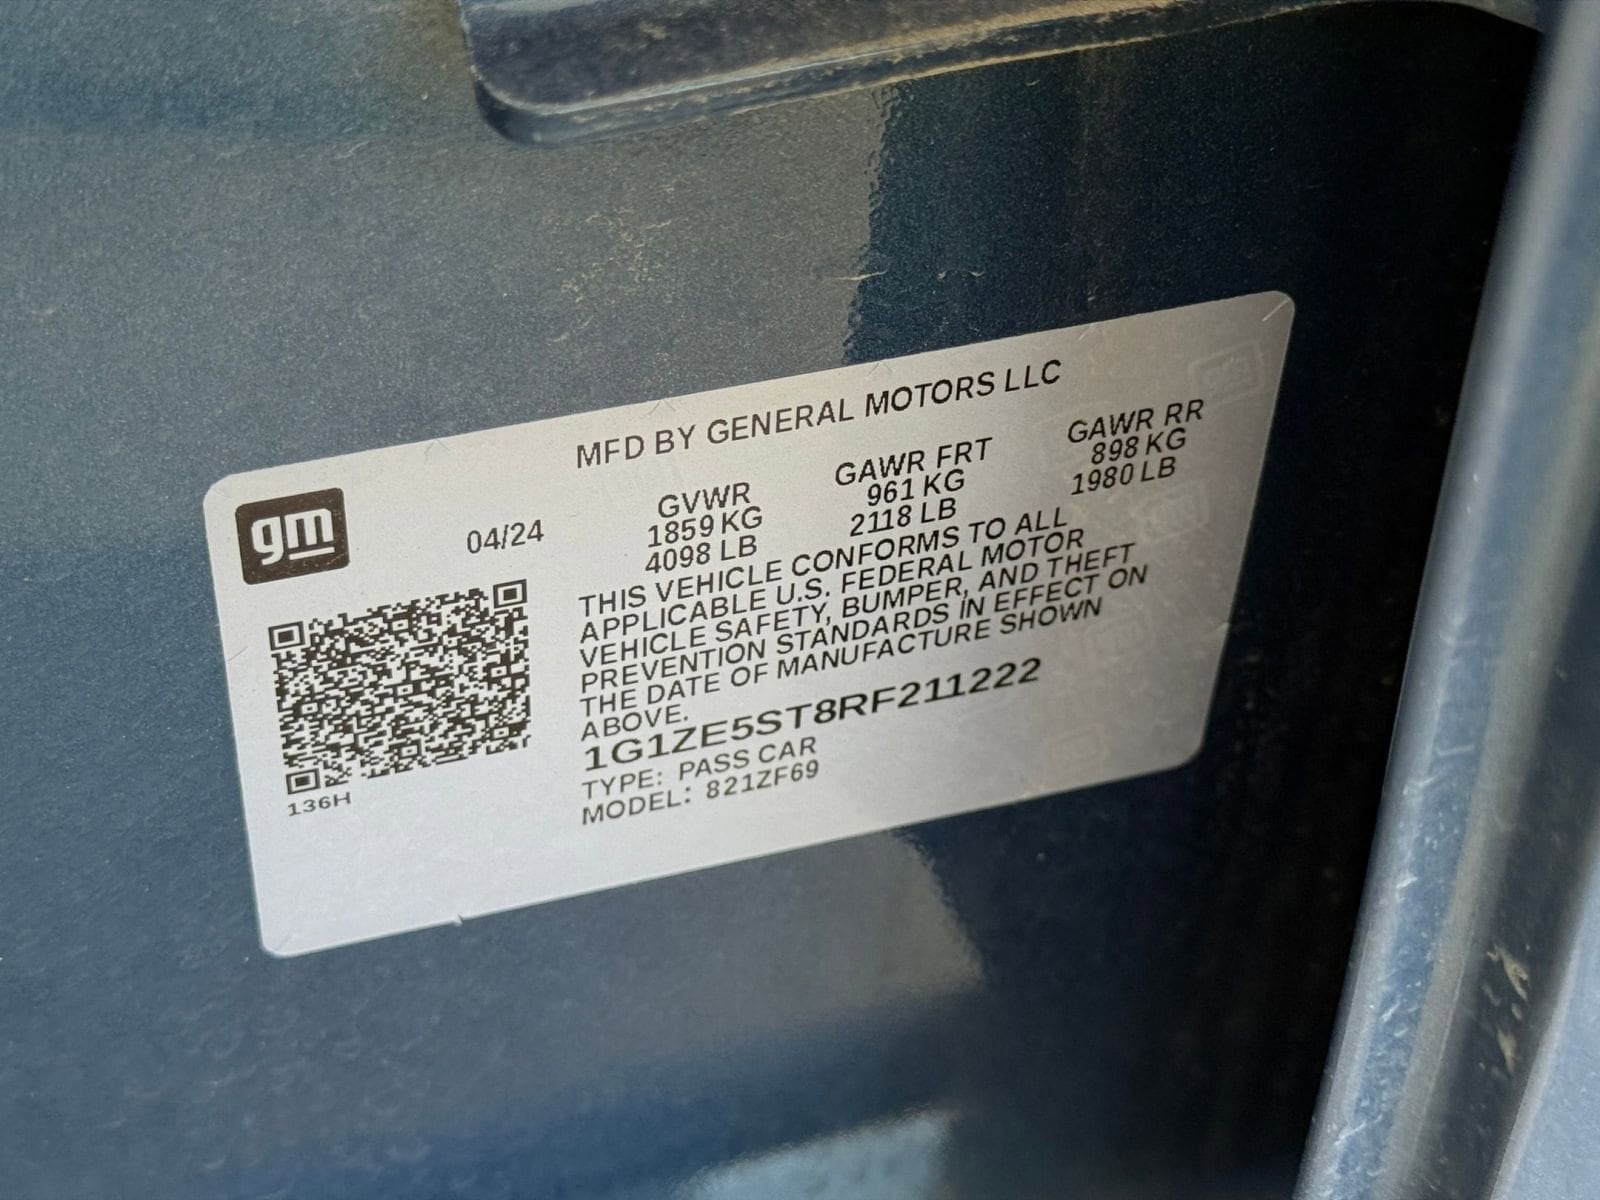 MFD BY GENERAL MOTORS LLC
gm
04/24
GVWR
1859 KG
4098 LB
GAWR FRT
961 KG
2118 LB
GAWR RR
898 KG
1980 LB
THIS VEHICLE CONFORMS TO ALL
APPLICABLE U.S. FEDERAL MOTOR
VEHICLE SAFETY, BUMPER, AND THEFT
PREVENTION STANDARDS IN EFFECT ON
THE DATE OF MANUFACTURE SHOWN
ABOVE.
1G1ZE5ST8RF211222
TYPE: PASS CAR
MODEL: 821ZF69
136H